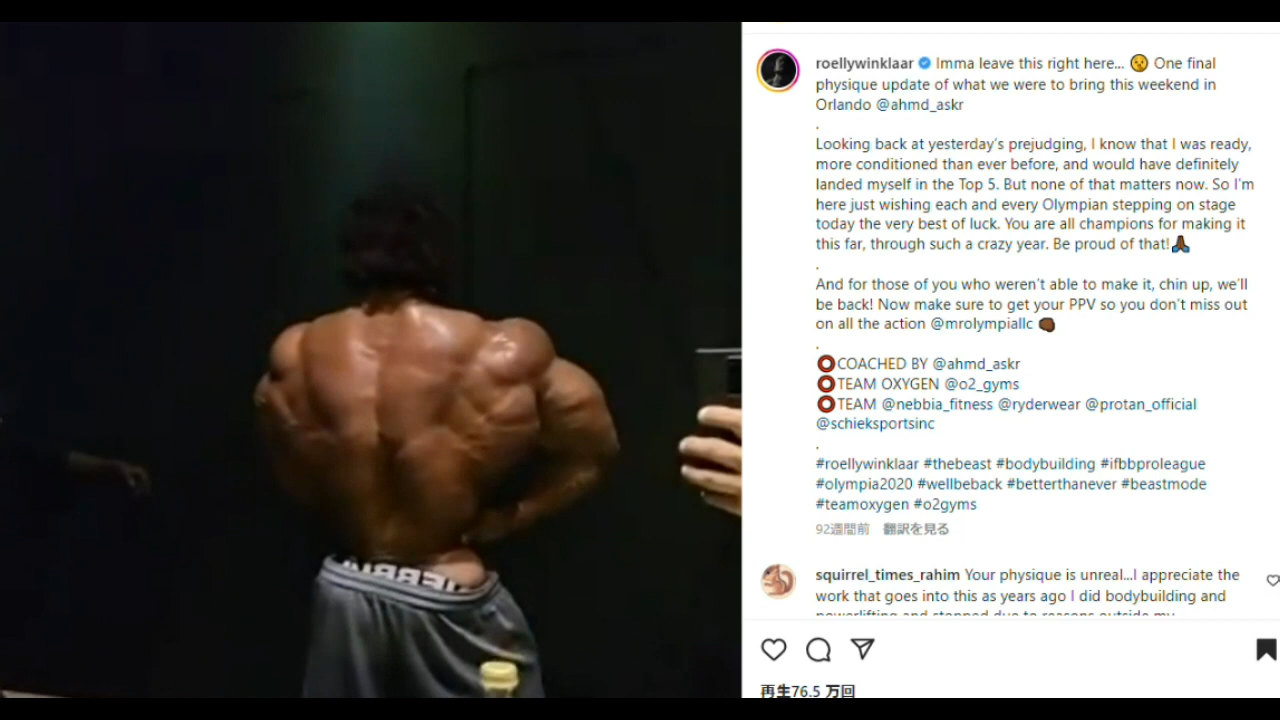 roellywinklaar Imma leave this right here... 😗 One final
physique update of what we were to bring this weekend in
Orlando @ahmd_askr
.
Looking back at yesterday's prejudging, I know that I was ready,
more conditioned than ever before, and would have definitely
landed myself in the Top 5. But none of that matters now. So I'm
here just wishing each and every Olympian stepping on stage
today the very best of luck. You are all champions for making it
this far, through such a crazy year. Be proud of that!🙏🏾
.
And for those of you who weren't able to make it, chin up, we'll
be back! Now make sure to get your PPV so you don't miss out
on all the action @mrolympiallc ✊🏾
.
⭕COACHED BY @ahmd_askr
⭕TEAM OXYGEN @o2_gyms
⭕TEAM @nebbia_fitness @ryderwear @protan_official
@schieksportsinc
.
#roellywinklaar #thebeast #bodybuilding #ifbbproleague
#olympia2020 #wellbeback #betterthanever #beastmode
#teamoxygen #o2gyms
92週間前 翻訳を見る
squirrel_times_rahim Your physique is unreal...I appreciate the
work that goes into this as years ago I did bodybuilding and
powerlifting and stopped due to reasons outside my
再生76.5 万回